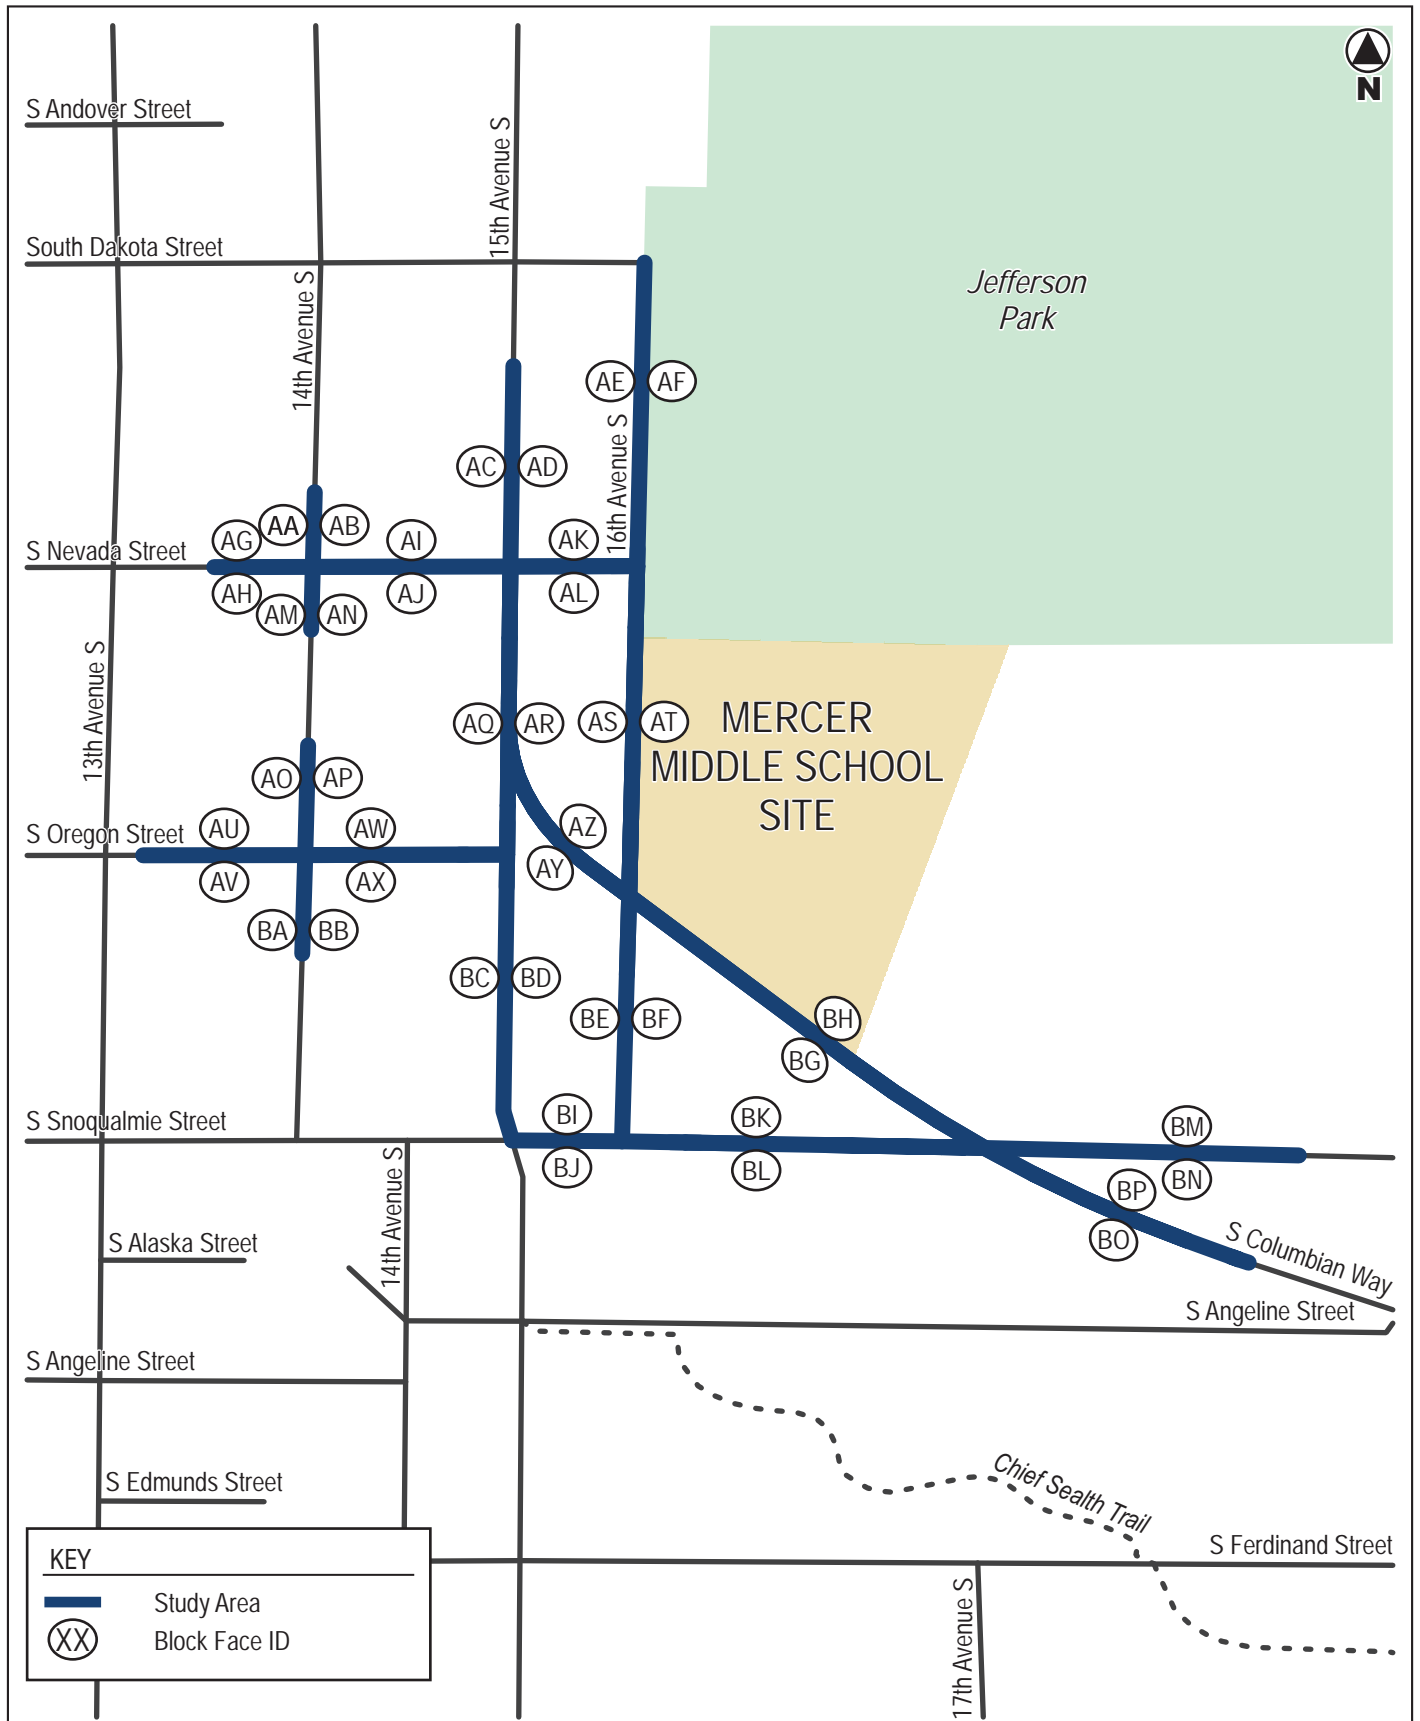 N
S Andover Street
15th Avenue S
South Dakota Street
14th Avenue S
Jefferson
Park
AE
AF
16th Avenue S
AC
AD
AA
AB
AG
AI
AK
S Nevada Street
AH
AJ
AL
AM
AN
13th Avenue S
AQ
AR
AS
AT
MERCER
MIDDLE SCHOOL
SITE
AO
AP
S Oregon Street
AU
AW
AZ
AV
AX
AY
BA
BB
BC
BD
BE
BF
BH
BG
S Snoqualmie Street
BI
BK
BM
BJ
BL
BN
BP
BO
14th Avenue S
S Alaska Street
S Columbian Way
S Angeline Street
S Angeline Street
S Edmunds Street
Chief Sealth Trail
S Ferdinand Street
17th Avenue S
KEY
Study Area
XX
Block Face ID